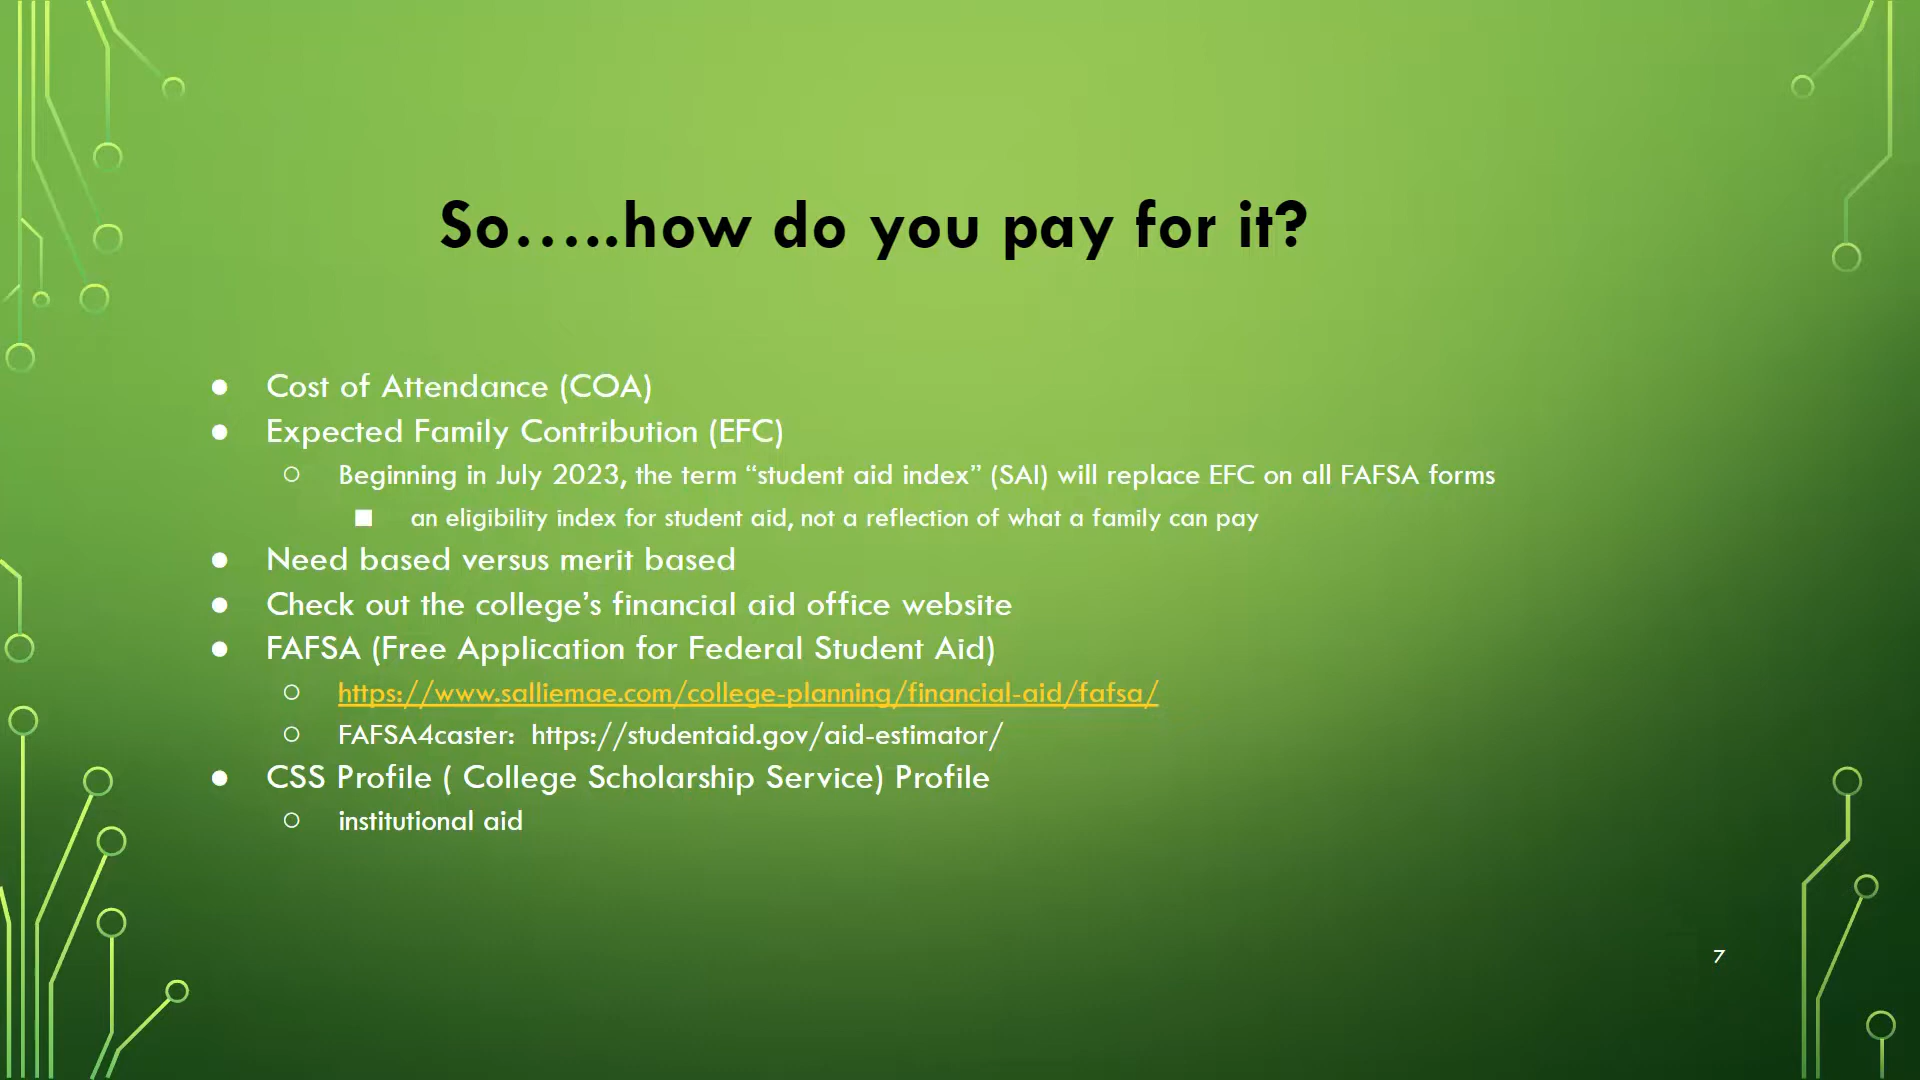 So.....how do you pay for it?
● Cost of Attendance (COA)
● Expected Family Contribution (EFC)
○ Beginning in July 2023, the term “student aid index” (SAI) will replace EFC on all FAFSA forms
■ an eligibility index for student aid, not a reflection of what a family can pay
● Need based versus merit based
● Check out the college’s financial aid office website
● FAFSA (Free Application for Federal Student Aid)
○ https://www.salliemae.com/college-planning/financial-aid/fafsa/
○ FAFSA4caster:  https://studentaid.gov/aid-estimator/
● CSS Profile ( College Scholarship Service) Profile
○ institutional aid
7